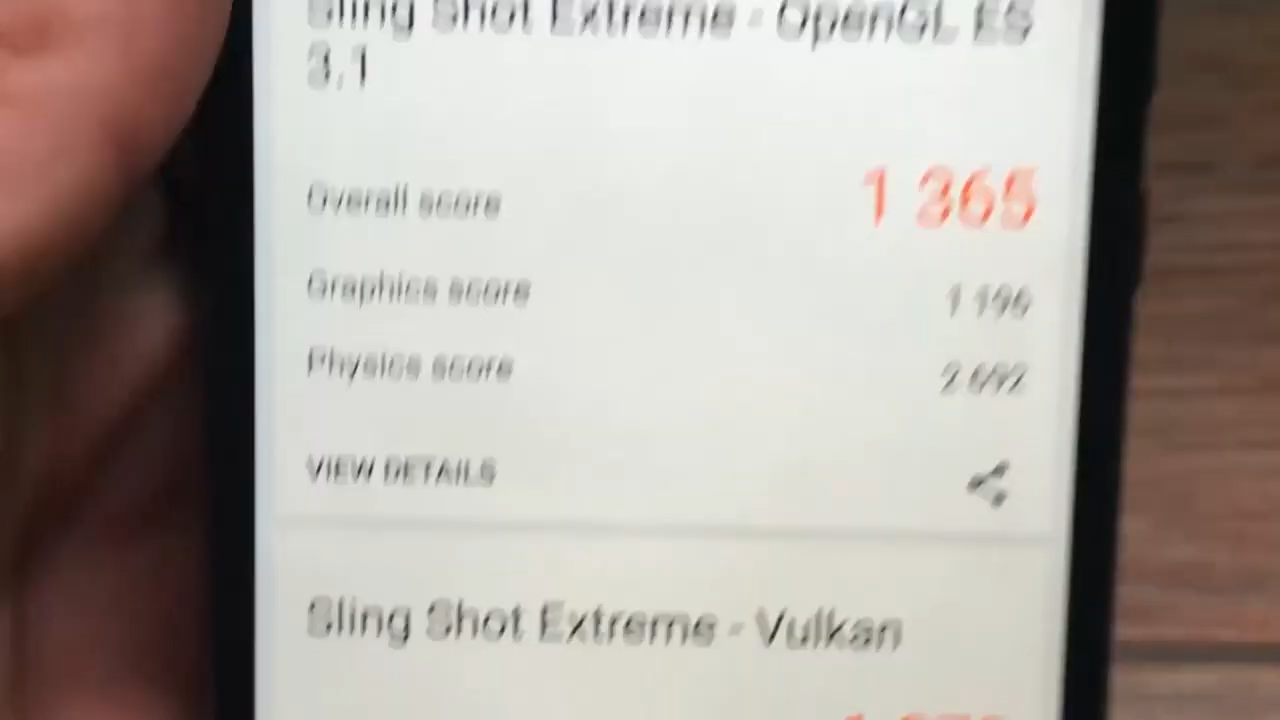 Sling Shot Extreme - OpenGL ES
3.1
Overall score 1 365
Graphics score 1 196
Physics score 2 692
VIEW DETAILS
Sling Shot Extreme - Vulkan